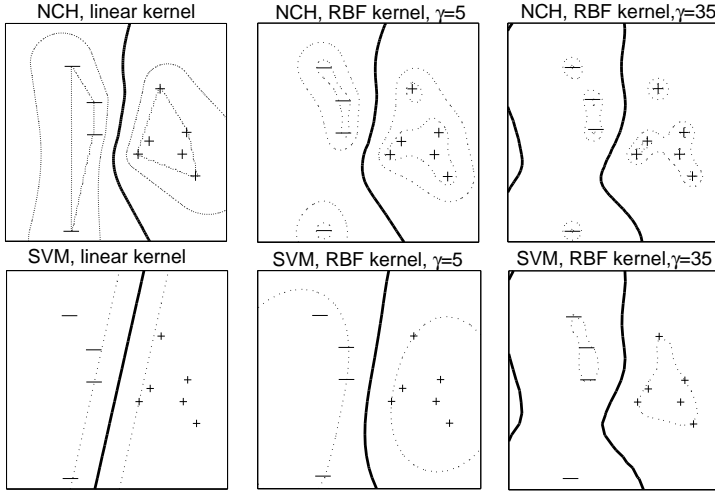 NCH, linear kernel
NCH, RBF kernel, γ=5
NCH, RBF kernel,γ=35
SVM, linear kernel
SVM, RBF kernel, γ=5
SVM, RBF kernel,γ=35